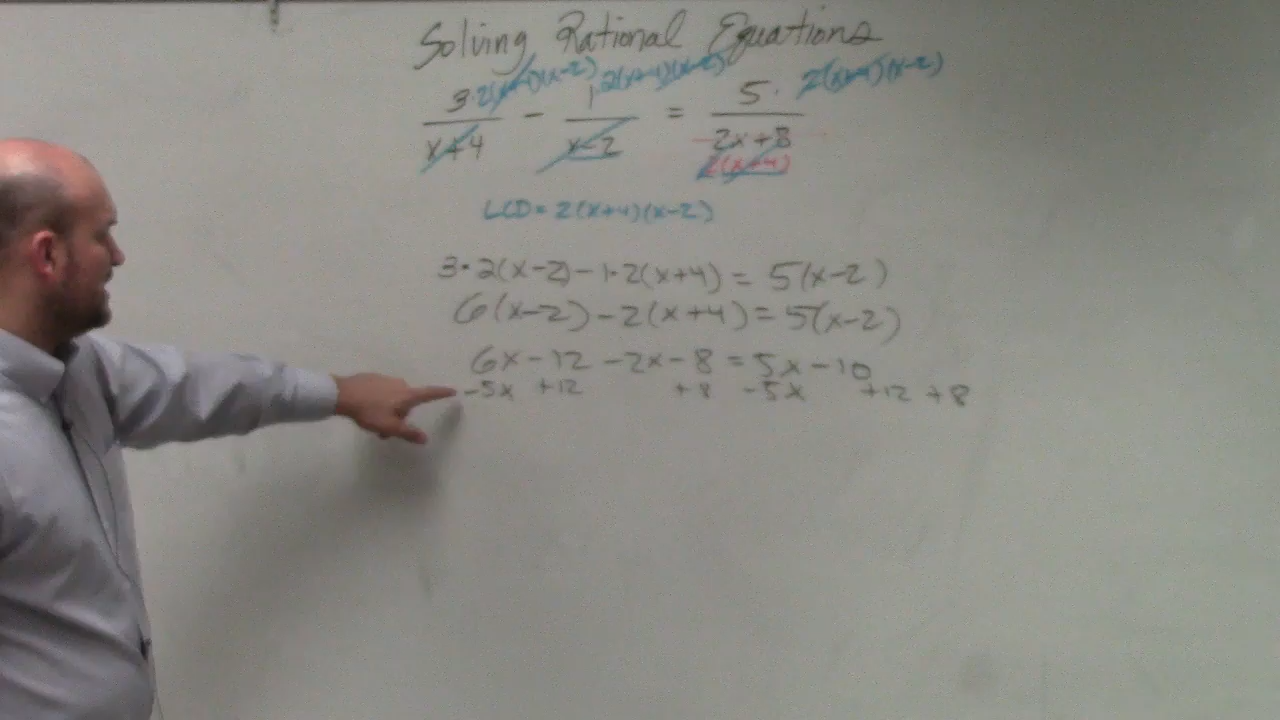 Solving Rational Equations
3·2(x+4)(x-2) 1 2(x+4)(x-2) 5· 2(x+4)(x-2)
x+4 - x-2 = 2x+8
2(x+4)
LCD = 2(x+4)(x-2)
3·2(x-2)-1·2(x+4) = 5(x-2)
6(x-2)-2(x+4)=5(x-2)
6x-12-2x-8=5x-10
-5x +12 +8 -5x +12 +8